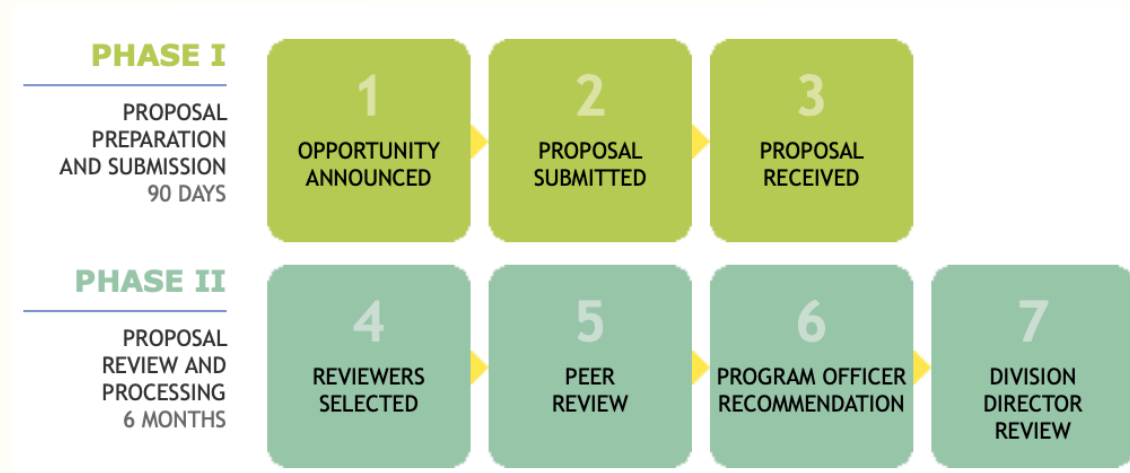 PHASE I
PROPOSAL
PREPARATION
AND SUBMISSION
90 DAYS
1
OPPORTUNITY
ANNOUNCED
2
PROPOSAL
SUBMITTED
3
PROPOSAL
RECEIVED
PHASE II
PROPOSAL
REVIEW AND
PROCESSING
6 MONTHS
4
REVIEWERS
SELECTED
5
PEER
REVIEW
6
PROGRAM OFFICER
RECOMMENDATION
7
DIVISION
DIRECTOR
REVIEW